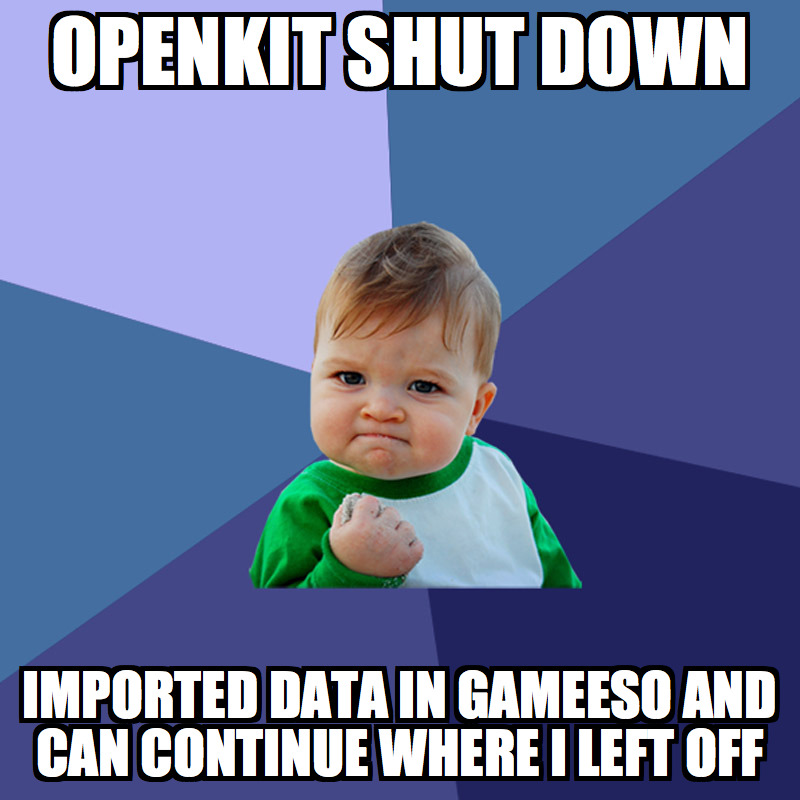 OPENKIT SHUT DOWN
IMPORTED DATA IN GAMEESO AND
CAN CONTINUE WHERE I LEFT OFF